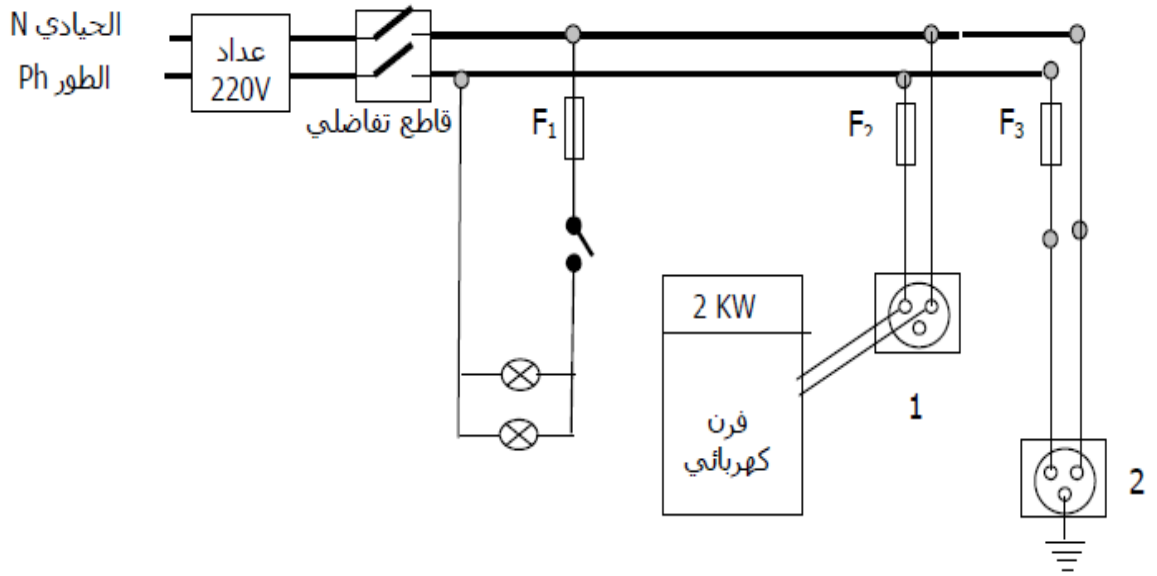 N الحيادي
الطور Ph
عداد
220V
قاطع تفاضلي
F₁
F₂
F₃
2 KW
فرن
كهربائي
1
2